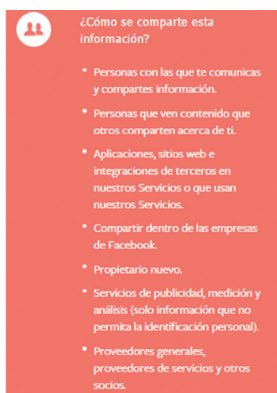 ¿Cómo se comparte esta
información?
* Personas con las que te comunicas
y compartes información.
* Personas que ven contenido que
otros comparten acerca de ti.
* Aplicaciones, sitios web e
integraciones de terceros en
nuestros Servicios o que usan
nuestros Servicios.
* Compartir dentro de las empresas
de Facebook.
* Propietario nuevo.
* Servicios de publicidad, medición y
análisis (solo información que no
permita la identificación personal).
* Proveedores generales,
proveedores de servicios y otros
socios.